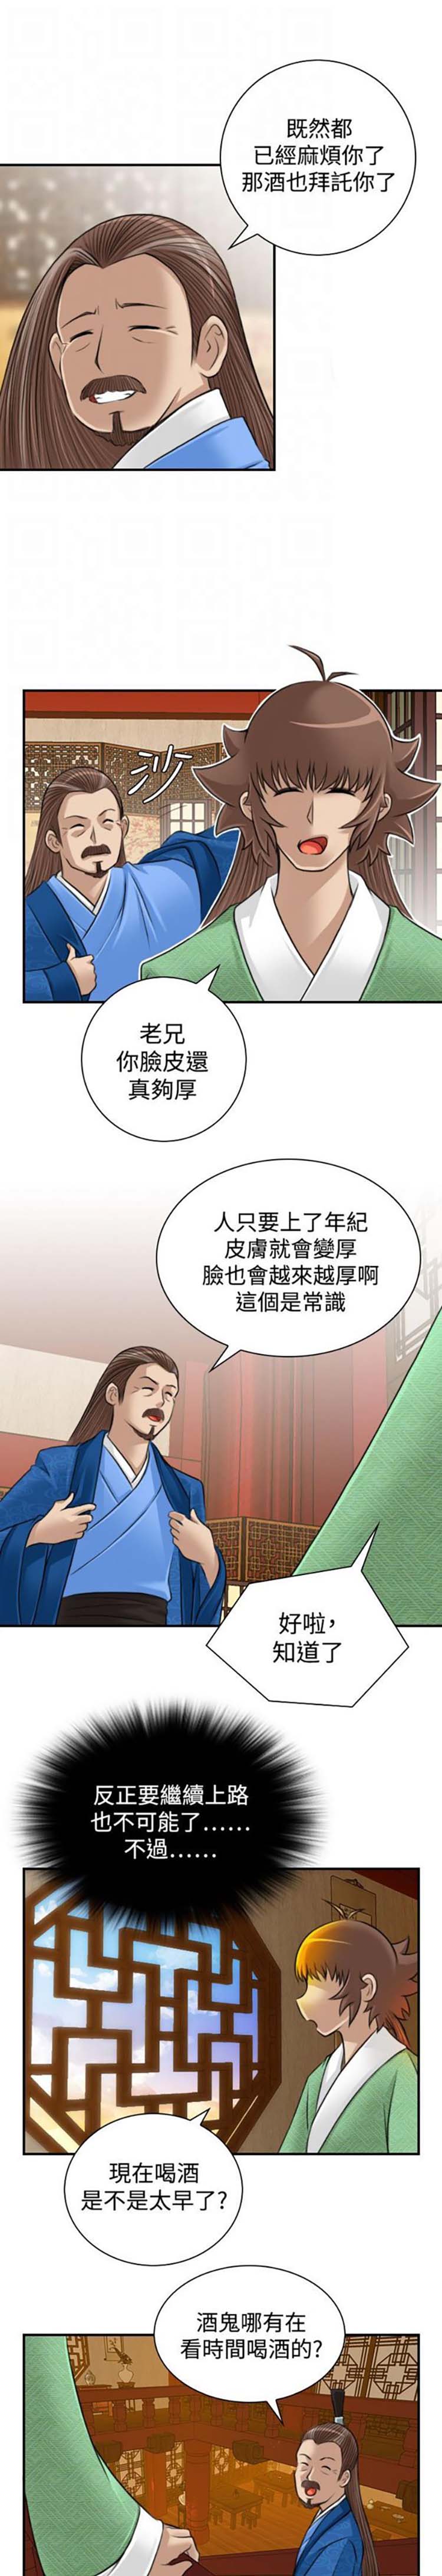 既然都
已經麻煩你了
那酒也拜託你了
沙
老兄
你臉皮還
真夠厚
人只要上了年紀
皮膚就會變厚
臉也會越來越厚啊
這個是常識
好啦，
知道了
反正要繼續上路
也不可能了……
不過……
現在喝酒
是不是太早了?
酒鬼哪有在
看時間喝酒的?